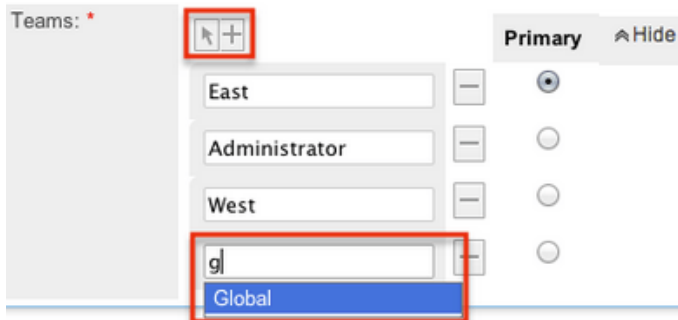 Teams: *
Primary
Hide
East
Administrator
West
g
Global